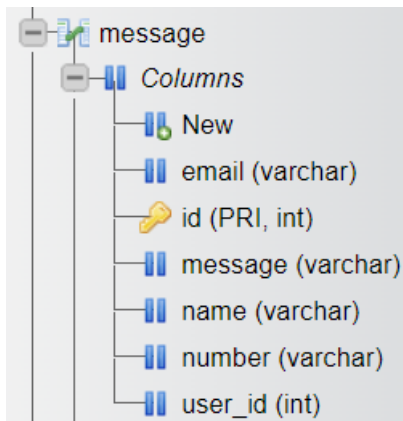 message
Columns
New
email (varchar)
id (PRI, int)
message (varchar)
name (varchar)
number (varchar)
user_id (int)